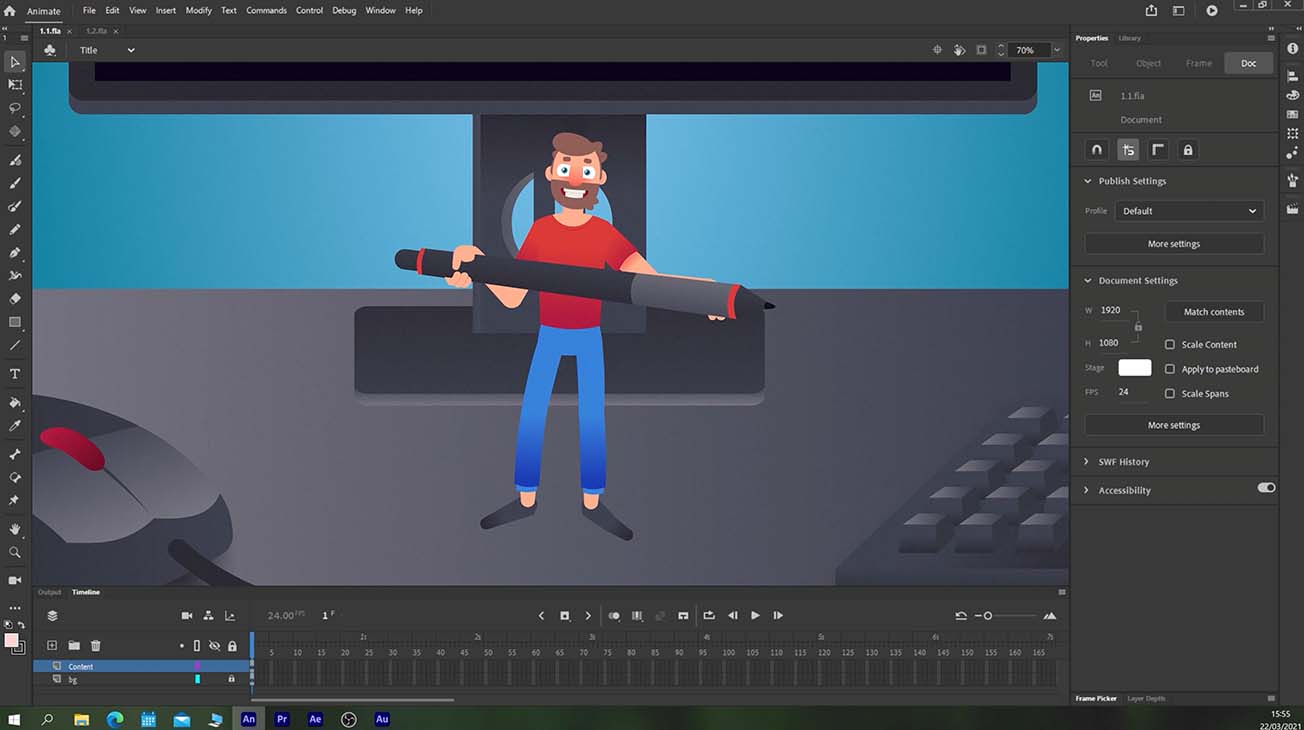 Animate File Edit View Insert Modify Text Commands Control Debug Window Help
1.1.fla × 1.2.fla ×
Title
70%
Properties Library
Tool Object Frame Doc
An 1.1.fla
Document
Publish Settings
Profile Default
More settings
Document Settings
W 1920 Match contents
H 1080 Scale Content
Stage Apply to pasteboard
FPS 24 Scale Spans
More settings
SWF History
Accessibility
Output Timeline
24.00 FPS 1 F
1s 2s 3s 4s 5s 6s 7s
5 10 15 20 25 30 35 40 45 50 55 60 65 70 75 80 85 90 95 100 105 110 115 120 125 130 135 140 145 150 155 160 165
Content
bg
Frame Picker Layer Depth
An Pr Ae Au
15:55
22/03/2021